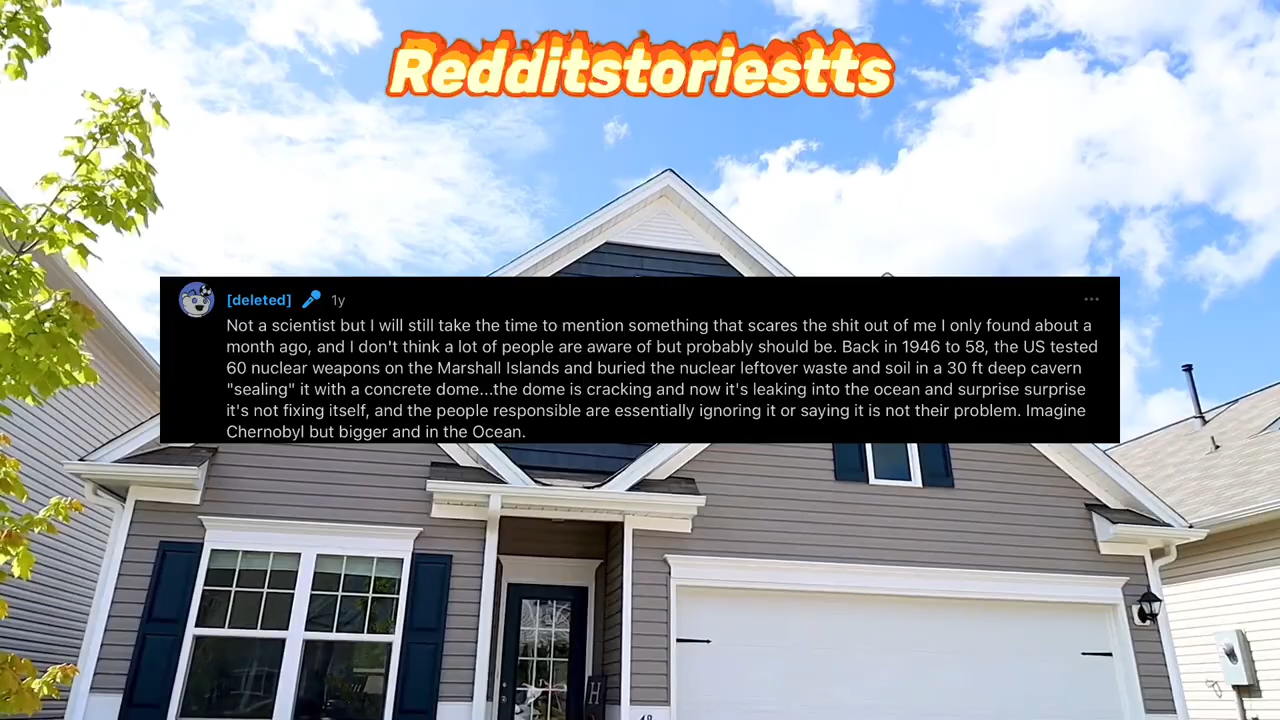 Redditstoriestts
[deleted] 1y
Not a scientist but I will still take the time to mention something that scares the shit out of me I only found about a
month ago, and I don't think a lot of people are aware of but probably should be. Back in 1946 to 58, the US tested
60 nuclear weapons on the Marshall Islands and buried the nuclear leftover waste and soil in a 30 ft deep cavern
"sealing" it with a concrete dome...the dome is cracking and now it's leaking into the ocean and surprise surprise
it's not fixing itself, and the people responsible are essentially ignoring it or saying it is not their problem. Imagine
Chernobyl but bigger and in the Ocean.
H